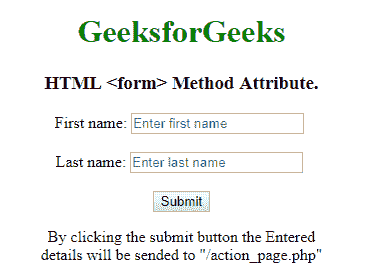 GeeksforGeeks
HTML <form> Method Attribute.
First name: Enter first name
Last name: Enter last name
Submit
By clicking the submit button the Entered
details will be sended to "/action_page.php"